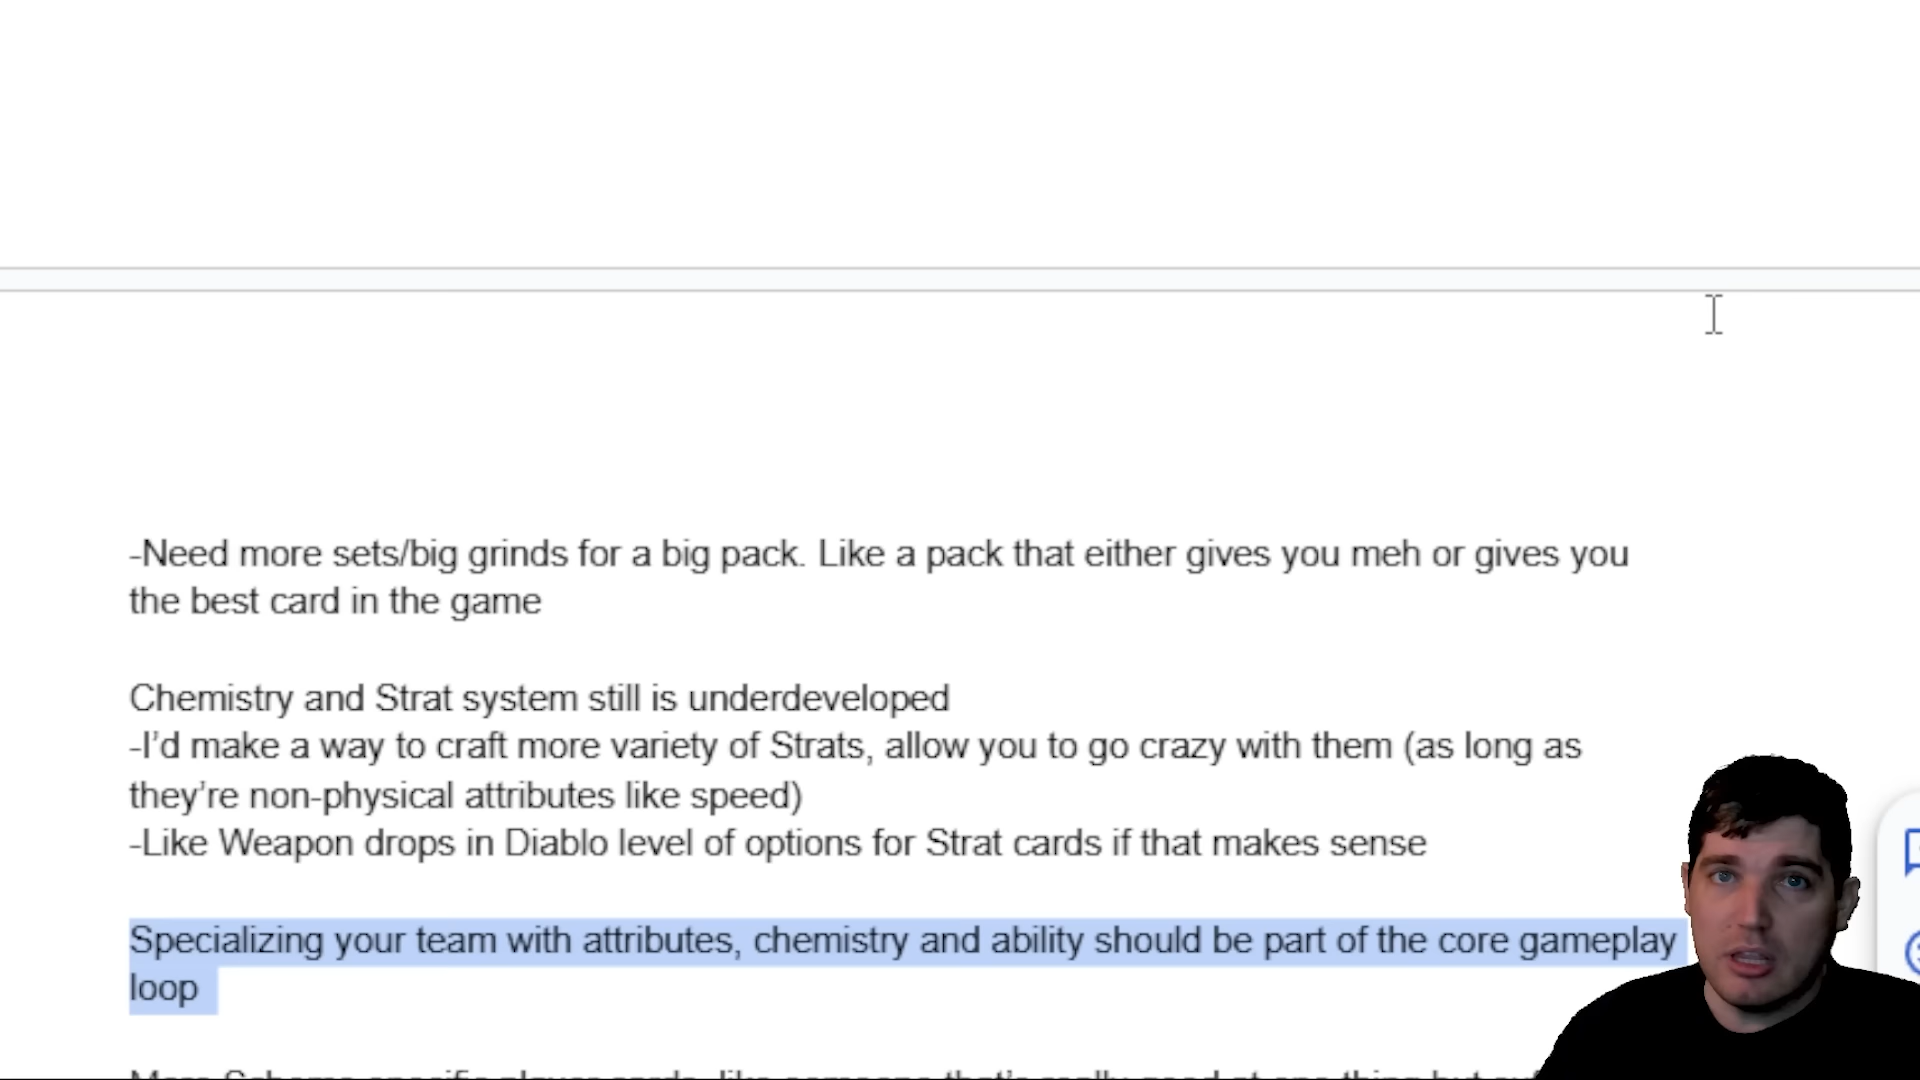 -Need more sets/big grinds for a big pack. Like a pack that either gives you meh or gives you
the best card in the game
Chemistry and Strat system still is underdeveloped
-I’d make a way to craft more variety of Strats, allow you to go crazy with them (as long as
they’re non-physical attributes like speed)
-Like Weapon drops in Diablo level of options for Strat cards if that makes sense
Specializing your team with attributes, chemistry and ability should be part of the core gameplay
loop